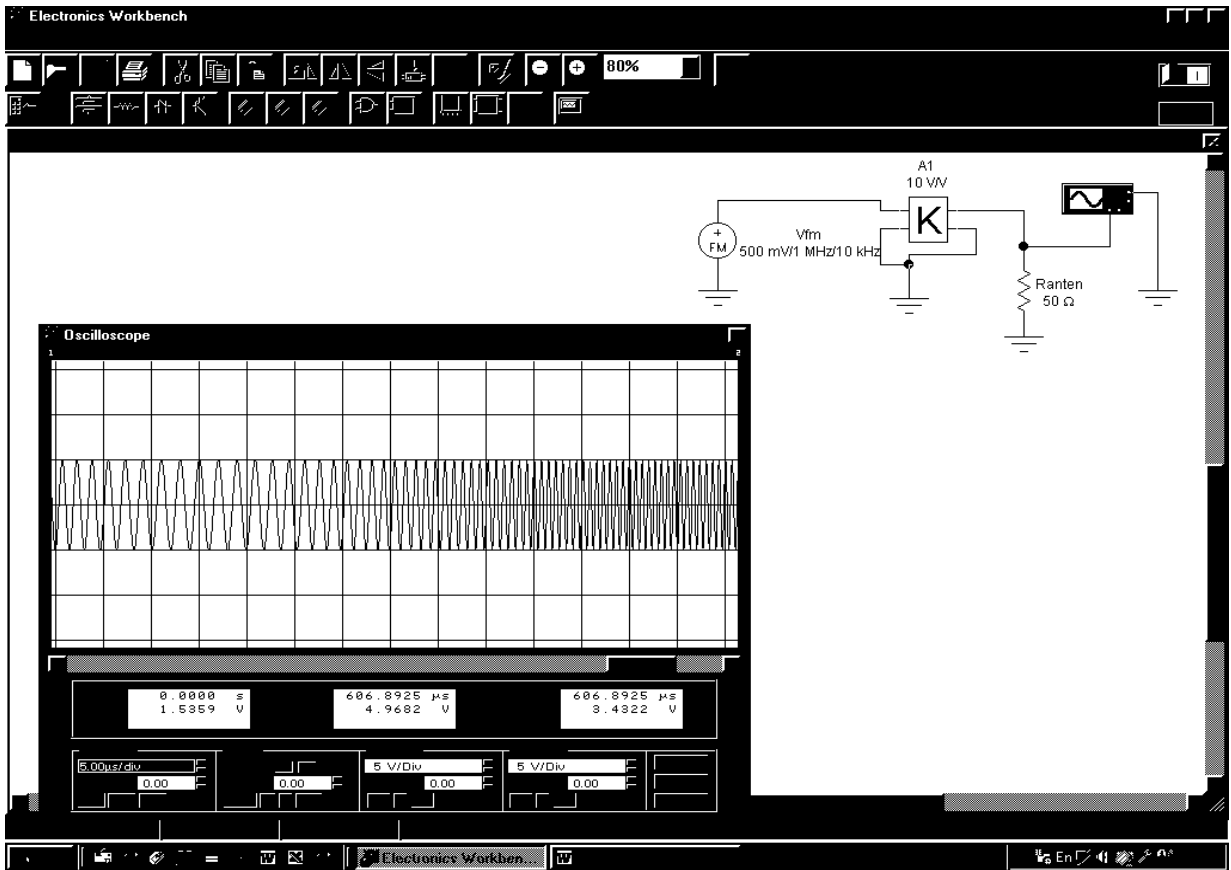 Electronics Workbench
80%
A1
10 V/V
K
+
FM
Vfm
500 mV/1 MHz/10 kHz
Ranten
50 Ω
Oscilloscope
1 2
0.0000 s 606.8925 µs 606.8925 µs
1.5359 V 4.9682 V 3.4322 V
5.00µs/div 5 V/Div 5 V/Div
0.00 0.00 0.00 0.00
Electronics Workben... En